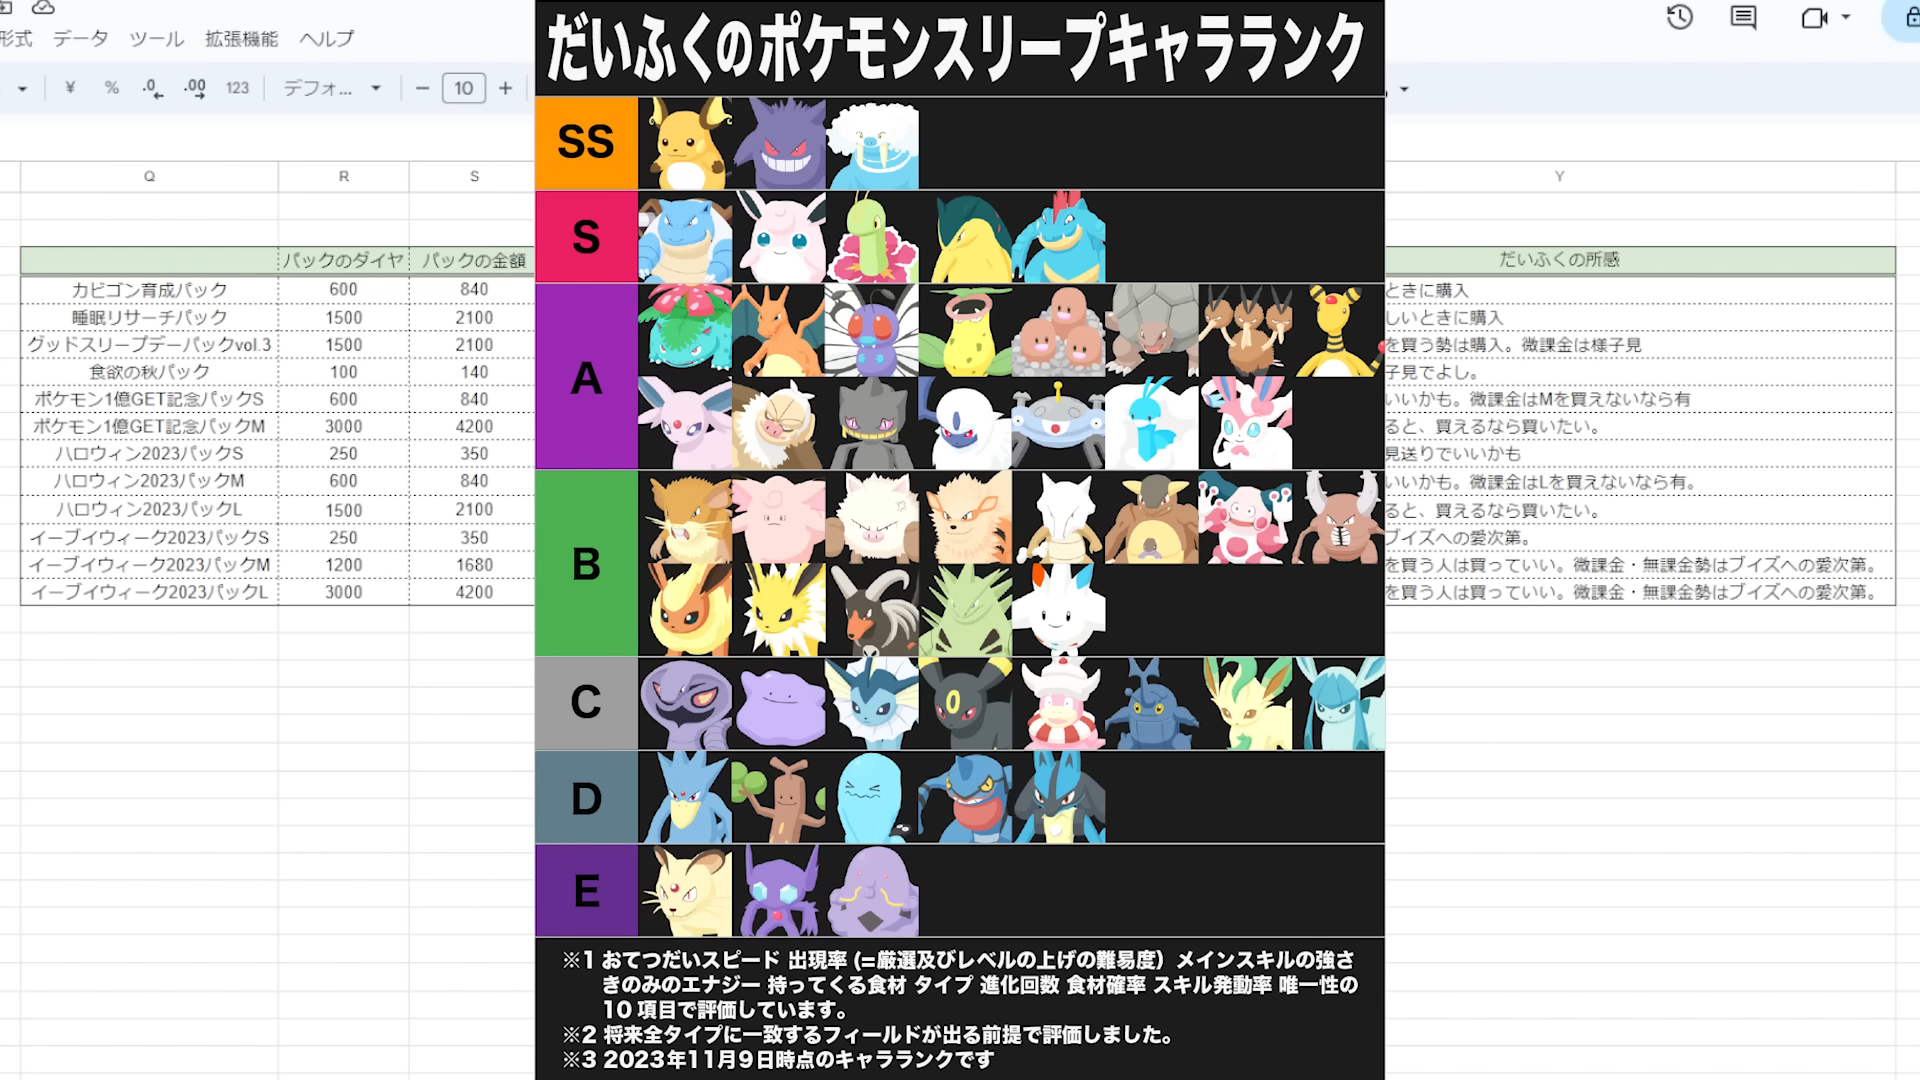 形式 データ ツール 拡張機能 ヘルプ
¥ % .0 .00 123 デフォ... − 10 +
だいふくのポケモンスリープキャラランク
Q R S Y
パックのダイヤ パックの金額
カビゴン育成パック 600 840
睡眠リサーチパック 1500 2100
グッドスリープデーパックvol.3 1500 2100
食欲の秋パック 100 140
ポケモン1億GET記念パックS 600 840
ポケモン1億GET記念パックM 3000 4200
ハロウィン2023パックS 250 350
ハロウィン2023パックM 600 840
ハロウィン2023パックL 1500 2100
イーブイウィーク2023パックS 250 350
イーブイウィーク2023パックM 1200 1680
イーブイウィーク2023パックL 3000 4200
SS
S
A
B
C
D
E
※1 おてつだいスピード 出現率 (=厳選及びレベルの上げの難易度）メインスキルの強さ
きのみのエナジー 持ってくる食材 タイプ 進化回数 食材確率 スキル発動率 唯一性の
10 項目で評価しています。
※2 将来全タイプに一致するフィールドが出る前提で評価しました。
※3 2023年11月9日時点のキャラランクです
だいふくの所感
ときに購入
しいときに購入
を買う勢は購入。微課金は様子見
子見でよし。
いいかも。微課金はMを買えないなら有
ると、買えるなら買いたい。
見送りでいいかも
いいかも。微課金はLを買えないなら有。
ると、買えるなら買いたい。
ブイズへの愛次第。
を買う人は買っていい。微課金・無課金勢はブイズへの愛次第。
を買う人は買っていい。微課金・無課金勢はブイズへの愛次第。